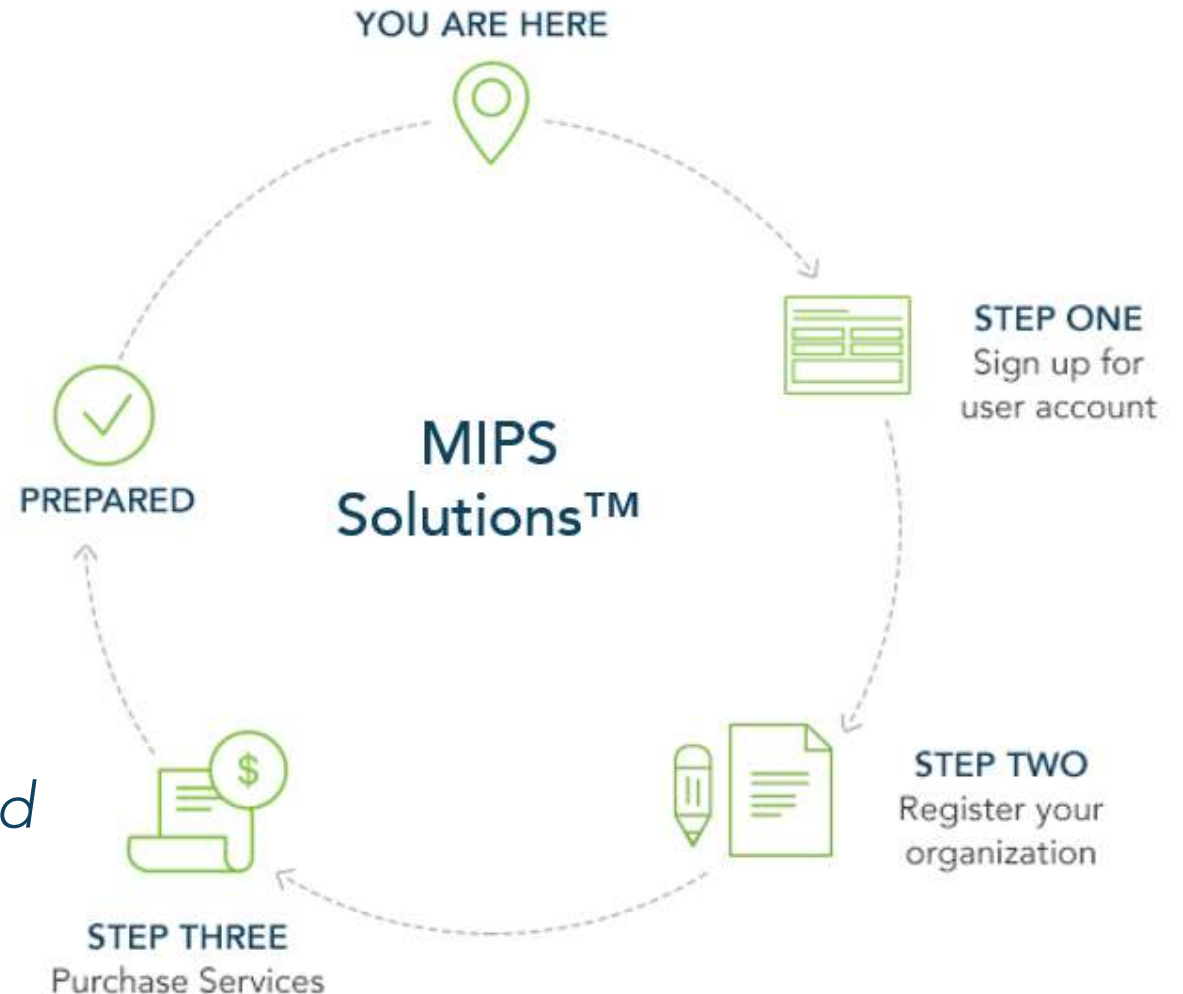 YOU ARE HERE
STEP ONE
Sign up for
user account
MIPS
Solutions™
PREPARED
STEP TWO
Register your
organization
$
d
STEP THREE
Purchase Services